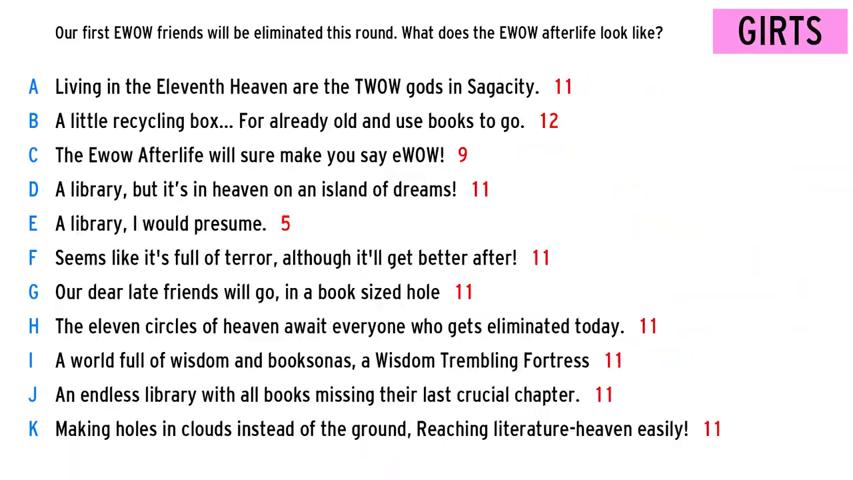 Our first EWOW friends will be eliminated this round. What does the EWOW afterlife look like?
GIRTS
A Living in the Eleventh Heaven are the TWOW gods in Sagacity. 11
B A little recycling box... For already old and use books to go. 12
C The Ewow Afterlife will sure make you say eWOW! 9
D A library, but it's in heaven on an island of dreams! 11
E A library, I would presume. 5
F Seems like it's full of terror, although it'll get better after! 11
G Our dear late friends will go, in a book sized hole 11
H The eleven circles of heaven await everyone who gets eliminated today. 11
I A world full of wisdom and booksonas, a Wisdom Trembling Fortress 11
J An endless library with all books missing their last crucial chapter. 11
K Making holes in clouds instead of the ground, Reaching literature-heaven easily! 11